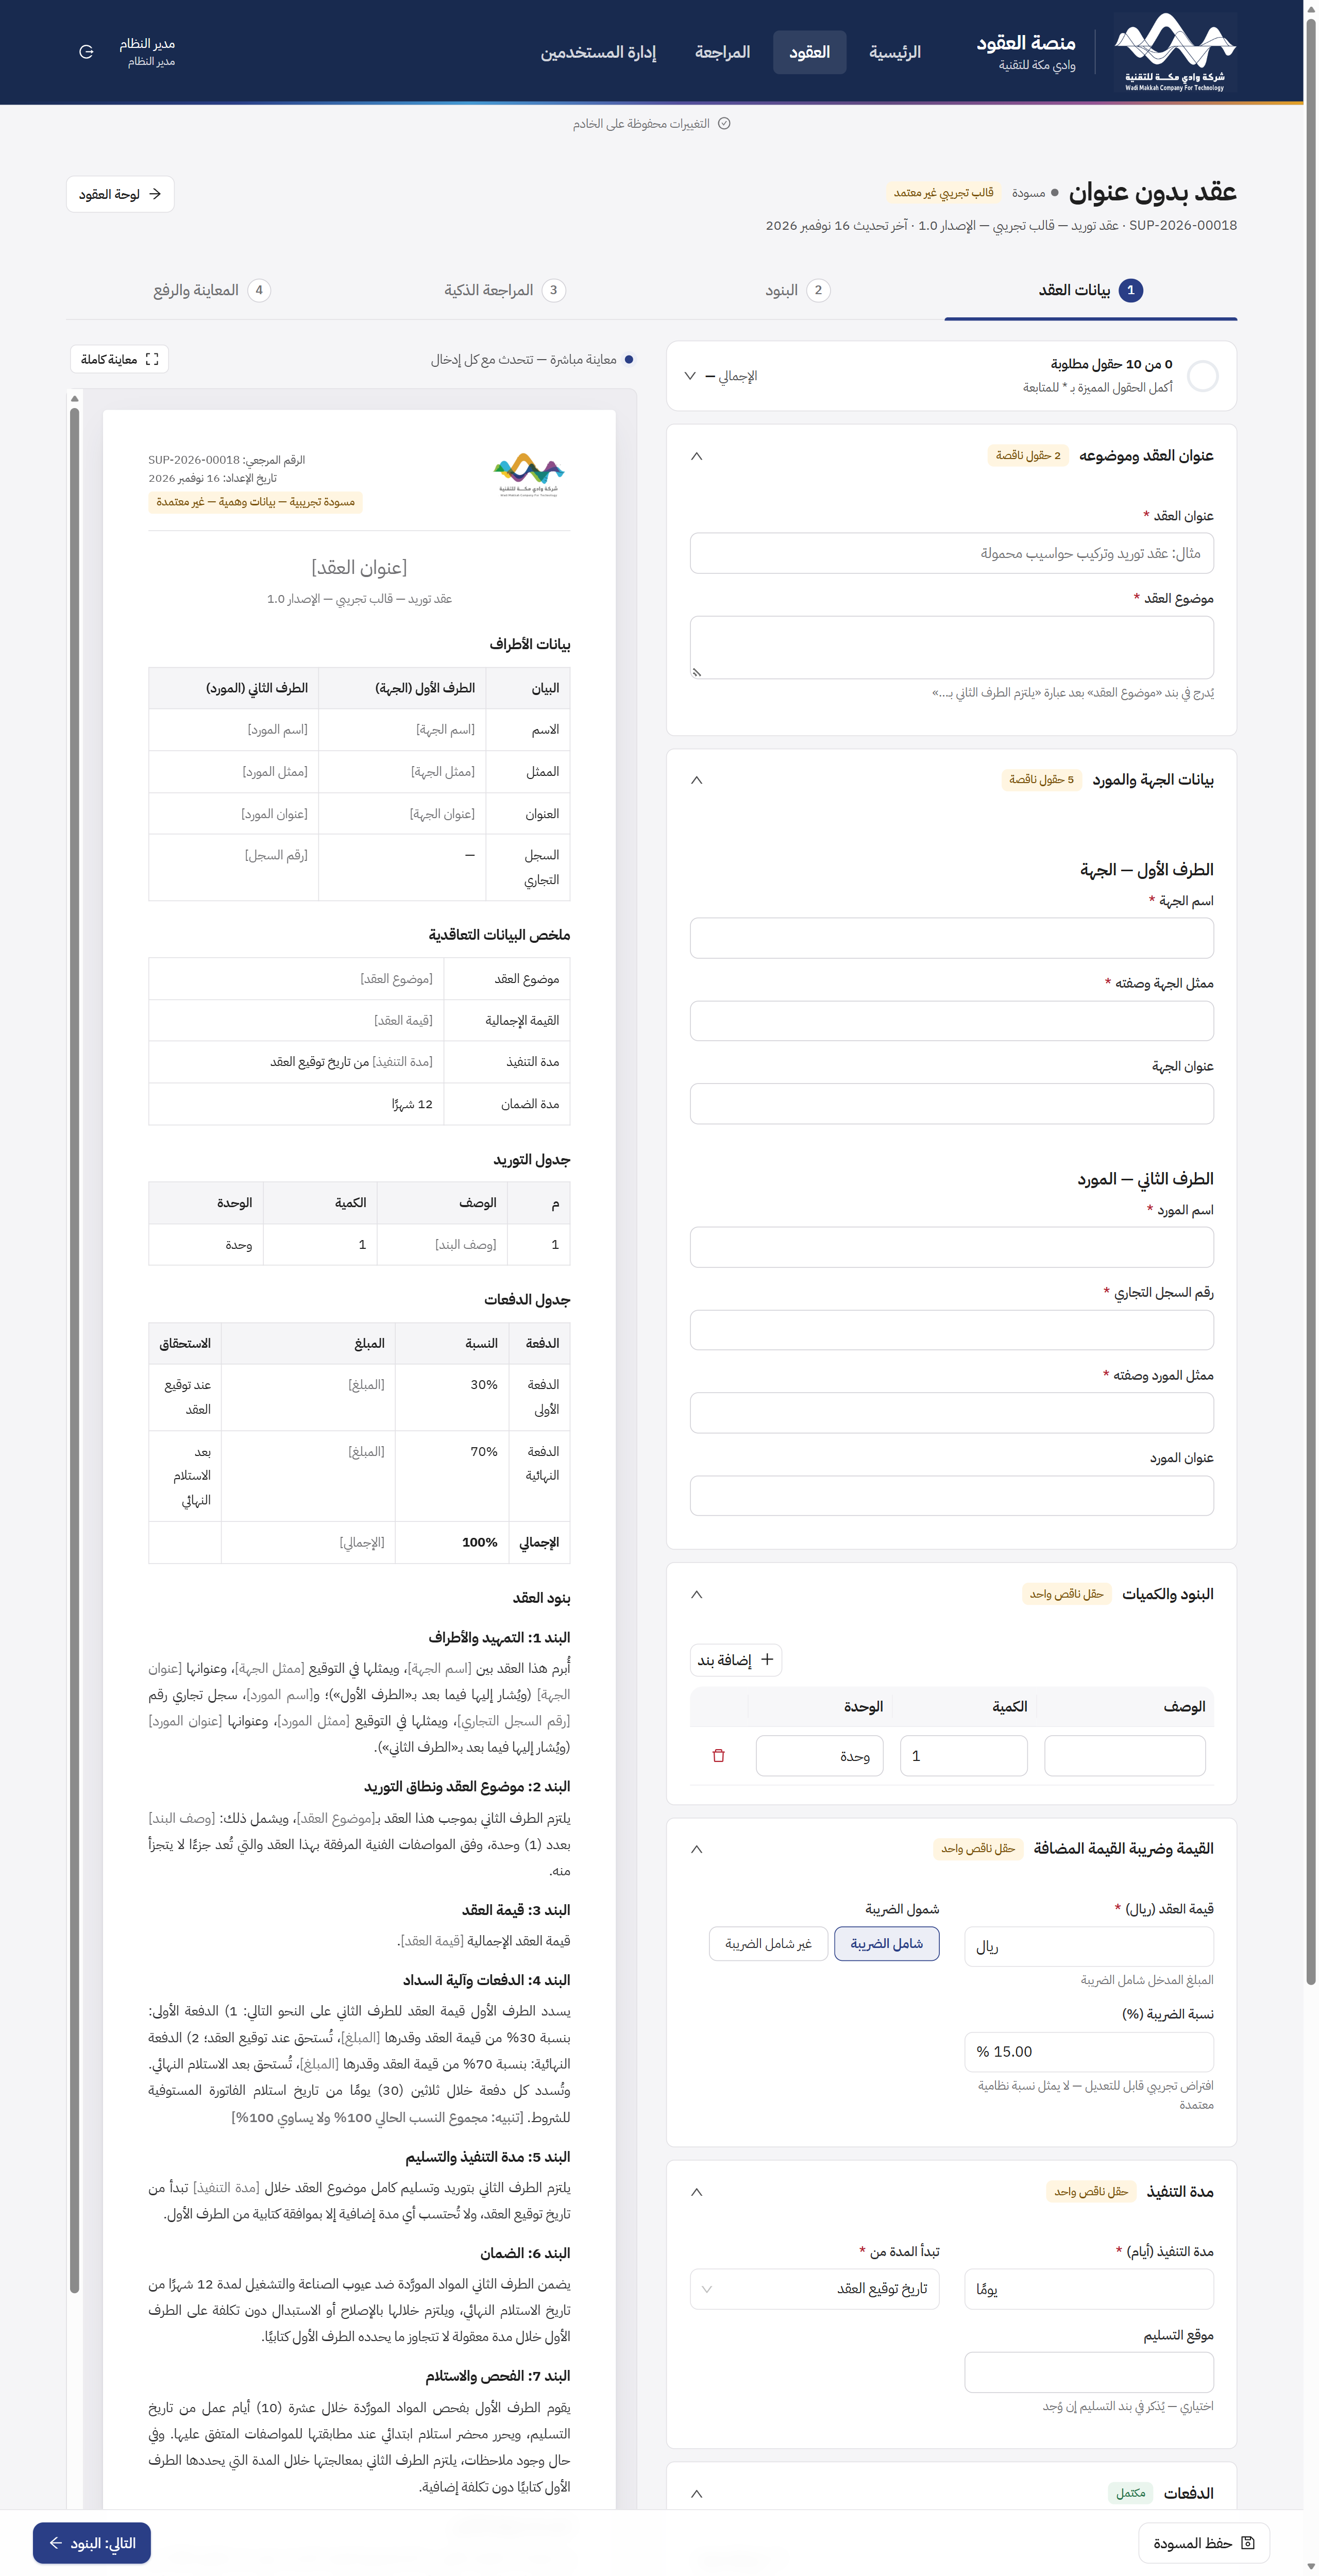 شركة وادي مكة للتقنية
Wadi Makkah Company For Technology
منصة العقود
وادي مكة للتقنية
الرئيسية
العقود
المراجعة
إدارة المستخدمين
مدير النظام
مدير النظام
التغييرات محفوظة على الخادم
عقد بدون عنوان
مسودة
قالب تجريبي غير معتمد
SUP-2026-00018 · عقد توريد — قالب تجريبي — الإصدار 1.0 · آخر تحديث 16 نوفمبر 2026
لوحة العقود
1 بيانات العقد
2 البنود
3 المراجعة الذكية
4 المعاينة والرفع
0 من 10 حقول مطلوبة
أكمل الحقول المميزة بـ * للمتابعة
الإجمالي —
عنوان العقد وموضوعه
2 حقول ناقصة
عنوان العقد *
مثال: عقد توريد وتركيب حواسيب محمولة
موضوع العقد *
يُدرج في بند «موضوع العقد» بعد عبارة «يلتزم الطرف الثاني بـ...»
بيانات الجهة والمورد
5 حقول ناقصة
الطرف الأول — الجهة
اسم الجهة *
ممثل الجهة وصفته *
عنوان الجهة
الطرف الثاني — المورد
اسم المورد *
رقم السجل التجاري *
ممثل المورد وصفته *
عنوان المورد
البنود والكميات
حقل ناقص واحد
إضافة بند
الوصف الكمية الوحدة
1 وحدة
القيمة وضريبة القيمة المضافة
حقل ناقص واحد
قيمة العقد (ريال) *
ريال
المبلغ المدخل شامل الضريبة
شمول الضريبة
شامل الضريبة
غير شامل الضريبة
نسبة الضريبة (%)
% 15.00
افتراض تجريبي قابل للتعديل — لا يمثل نسبة نظامية
معتمدة
مدة التنفيذ
حقل ناقص واحد
مدة التنفيذ (أيام) *
يومًا
تبدأ المدة من *
تاريخ توقيع العقد
موقع التسليم
اختياري — يُذكر في بند التسليم إن وُجد
الدفعات
مكتمل
معاينة مباشرة — تتحدث مع كل إدخال
معاينة كاملة
شركة وادي مكة للتقنية
Wadi Makkah Company For Technology
الرقم المرجعي: SUP-2026-00018
تاريخ الإعداد: 16 نوفمبر 2026
مسودة تجريبية — بيانات وهمية — غير معتمدة
[عنوان العقد]
عقد توريد — قالب تجريبي — الإصدار 1.0
بيانات الأطراف
البيان الطرف الأول (الجهة) الطرف الثاني (المورد)
الاسم [اسم الجهة] [اسم المورد]
الممثل [ممثل الجهة] [ممثل المورد]
العنوان [عنوان الجهة] [عنوان المورد]
السجل — [رقم السجل]
التجاري
ملخص البيانات التعاقدية
موضوع العقد [موضوع العقد]
القيمة الإجمالية [قيمة العقد]
مدة التنفيذ [مدة التنفيذ] من تاريخ توقيع العقد
مدة الضمان 12 شهرًا
جدول التوريد
م الوصف الكمية الوحدة
1 [وصف البند] 1 وحدة
جدول الدفعات
الدفعة النسبة المبلغ الاستحقاق
الدفعة 30% [المبلغ] عند توقيع
الأولى العقد
الدفعة 70% [المبلغ] بعد
النهائية الاستلام
النهائي
الإجمالي 100% [الإجمالي]
بنود العقد
البند 1: التمهيد والأطراف
أُبرم هذا العقد بين [اسم الجهة]، ويمثلها في التوقيع [ممثل الجهة]، وعنوانها [عنوان
الجهة] (ويُشار إليها فيما بعد بـ«الطرف الأول»)؛ و[اسم المورد]، سجل تجاري رقم
[رقم السجل التجاري]، ويمثلها في التوقيع [ممثل المورد]، وعنوانها [عنوان المورد]
(ويُشار إليها فيما بعد بـ«الطرف الثاني»).
البند 2: موضوع العقد ونطاق التوريد
يلتزم الطرف الثاني بموجب هذا العقد بـ[موضوع العقد]، ويشمل ذلك: [وصف البند]
بعدد (1) وحدة، وفق المواصفات الفنية المرفقة بهذا العقد والتي تُعد جزءًا لا يتجزأ
منه.
البند 3: قيمة العقد
قيمة العقد الإجمالية [قيمة العقد].
البند 4: الدفعات وآلية السداد
يسدد الطرف الأول قيمة العقد للطرف الثاني على النحو التالي: 1) الدفعة الأولى:
بنسبة 30% من قيمة العقد وقدرها [المبلغ]، تُستحق عند توقيع العقد؛ 2) الدفعة
النهائية: بنسبة 70% من قيمة العقد وقدرها [المبلغ]، تُستحق بعد الاستلام النهائي.
وتُسدد كل دفعة خلال ثلاثين (30) يومًا من تاريخ استلام الفاتورة المستوفية
للشروط. [تنبيه: مجموع النسب الحالي 100% ولا يساوي 100%]
البند 5: مدة التنفيذ والتسليم
يلتزم الطرف الثاني بتوريد وتسليم كامل موضوع العقد خلال [مدة التنفيذ] تبدأ من
تاريخ توقيع العقد، ولا تُحتسب أي مدة إضافية إلا بموافقة كتابية من الطرف الأول.
البند 6: الضمان
يضمن الطرف الثاني المواد المورَّدة ضد عيوب الصناعة والتشغيل لمدة 12 شهرًا من
تاريخ الاستلام النهائي، ويلتزم خلالها بالإصلاح أو الاستبدال دون تكلفة على الطرف
الأول خلال مدة معقولة لا تتجاوز ما يحدده الطرف الأول كتابيًا.
البند 7: الفحص والاستلام
يقوم الطرف الأول بفحص المواد المورَّدة خلال عشرة (10) أيام عمل من تاريخ
التسليم، ويحرر محضر استلام ابتدائي عند مطابقتها للمواصفات المتفق عليها. وفي
حال وجود ملاحظات، يلتزم الطرف الثاني بمعالجتها خلال المدة التي يحددها الطرف
الأول كتابيًا دون تكلفة إضافية.
حفظ المسودة
التالي: البنود